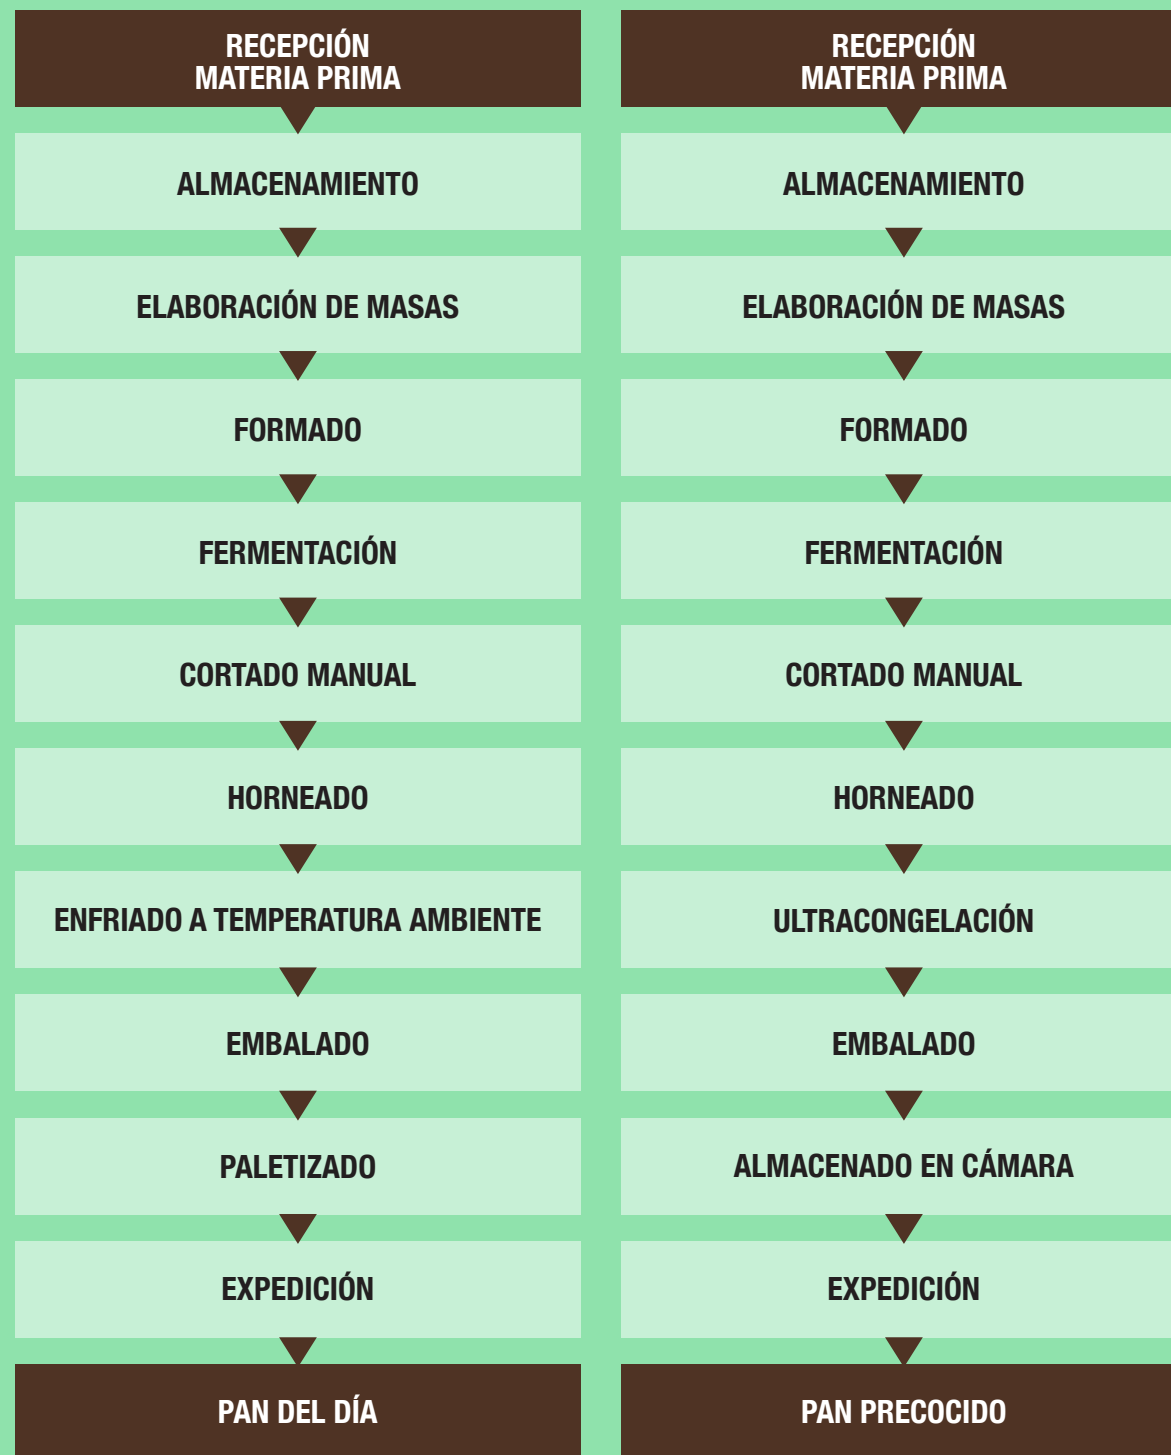 RECEPCIÓN
MATERIA PRIMA
ALMACENAMIENTO
ELABORACIÓN DE MASAS
FORMADO
FERMENTACIÓN
CORTADO MANUAL
HORNEADO
ENFRIADO A TEMPERATURA AMBIENTE
EMBALADO
PALETIZADO
EXPEDICIÓN
PAN DEL DÍA
RECEPCIÓN
MATERIA PRIMA
ALMACENAMIENTO
ELABORACIÓN DE MASAS
FORMADO
FERMENTACIÓN
CORTADO MANUAL
HORNEADO
ULTRACONGELACIÓN
EMBALADO
ALMACENADO EN CÁMARA
EXPEDICIÓN
PAN PRECOCIDO